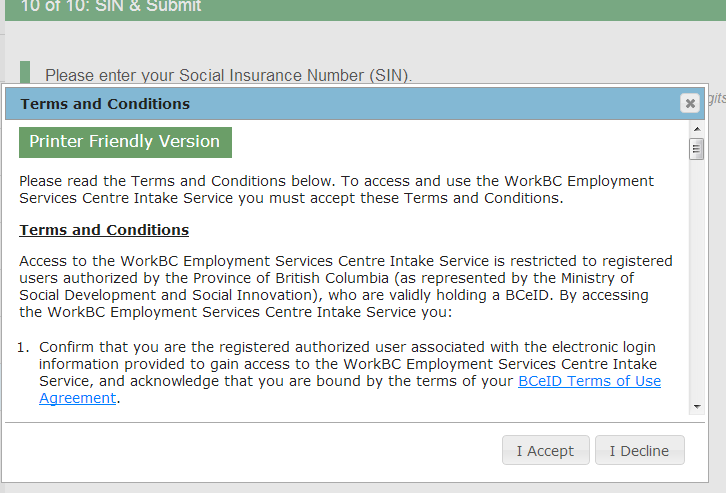 10 of 10: SIN & Submit
Please enter your Social Insurance Number (SIN).
Terms and Conditions
Printer Friendly Version
Please read the Terms and Conditions below. To access and use the WorkBC Employment
Services Centre Intake Service you must accept these Terms and Conditions.
Terms and Conditions
Access to the WorkBC Employment Services Centre Intake Service is restricted to registered
users authorized by the Province of British Columbia (as represented by the Ministry of
Social Development and Social Innovation), who are validly holding a BCeID. By accessing
the WorkBC Employment Services Centre Intake Service you:
1. Confirm that you are the registered authorized user associated with the electronic login
information provided to gain access to the WorkBC Employment Services Centre Intake
Service, and acknowledge that you are bound by the terms of your BCeID Terms of Use
Agreement.
I Accept I Decline